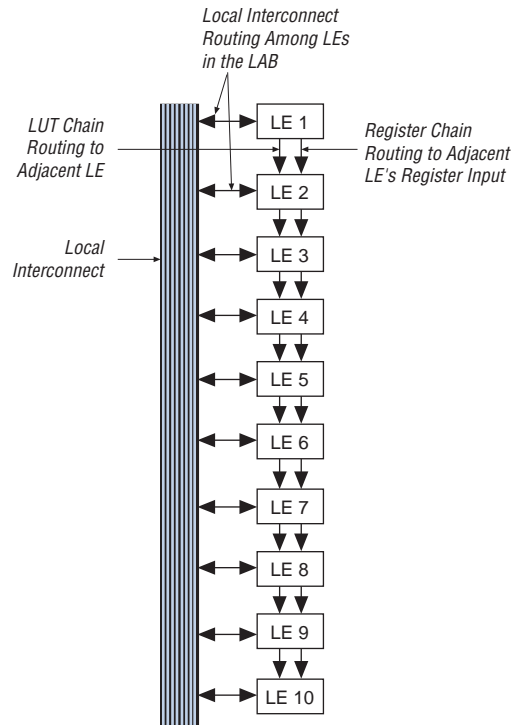 Local Interconnect
Routing Among LEs
in the LAB
LUT Chain
Routing to
Adjacent LE
Register Chain
Routing to Adjacent
LE's Register Input
Local
Interconnect
LE 1
LE 2
LE 3
LE 4
LE 5
LE 6
LE 7
LE 8
LE 9
LE 10